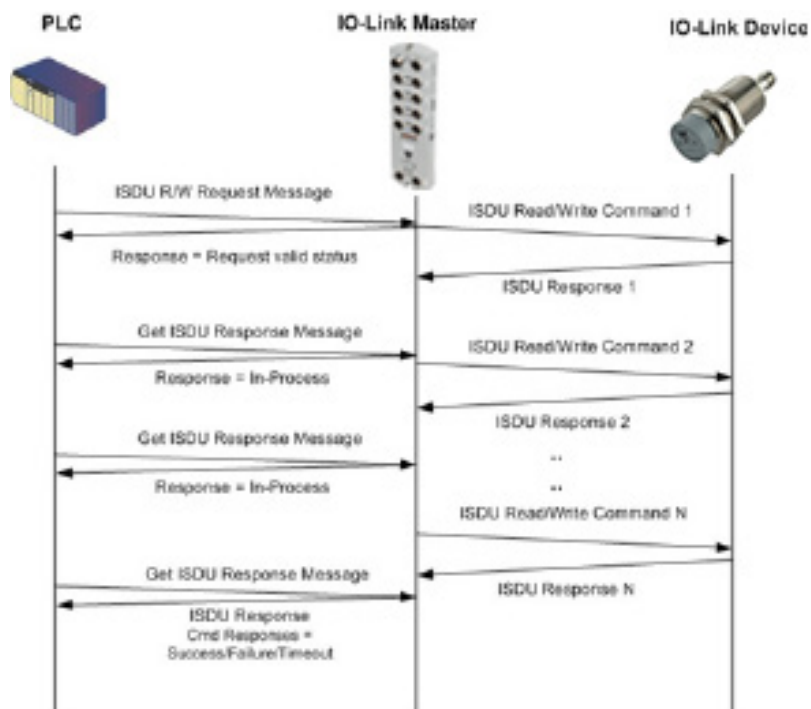 PLC
IO-Link Master
IO-Link Device
ISDU R/W Request Message
ISDU Read/Write Command 1
Response = Request valid status
ISDU Response 1
Get ISDU Response Message
ISDU Read/Write Command 2
Response = In-Process
ISDU Response 2
Get ISDU Response Message
..
Response = In-Process
..
ISDU Read/Write Command N
Get ISDU Response Message
ISDU Response N
ISDU Response
Cmd Responses =
Success/Failure/Timeout